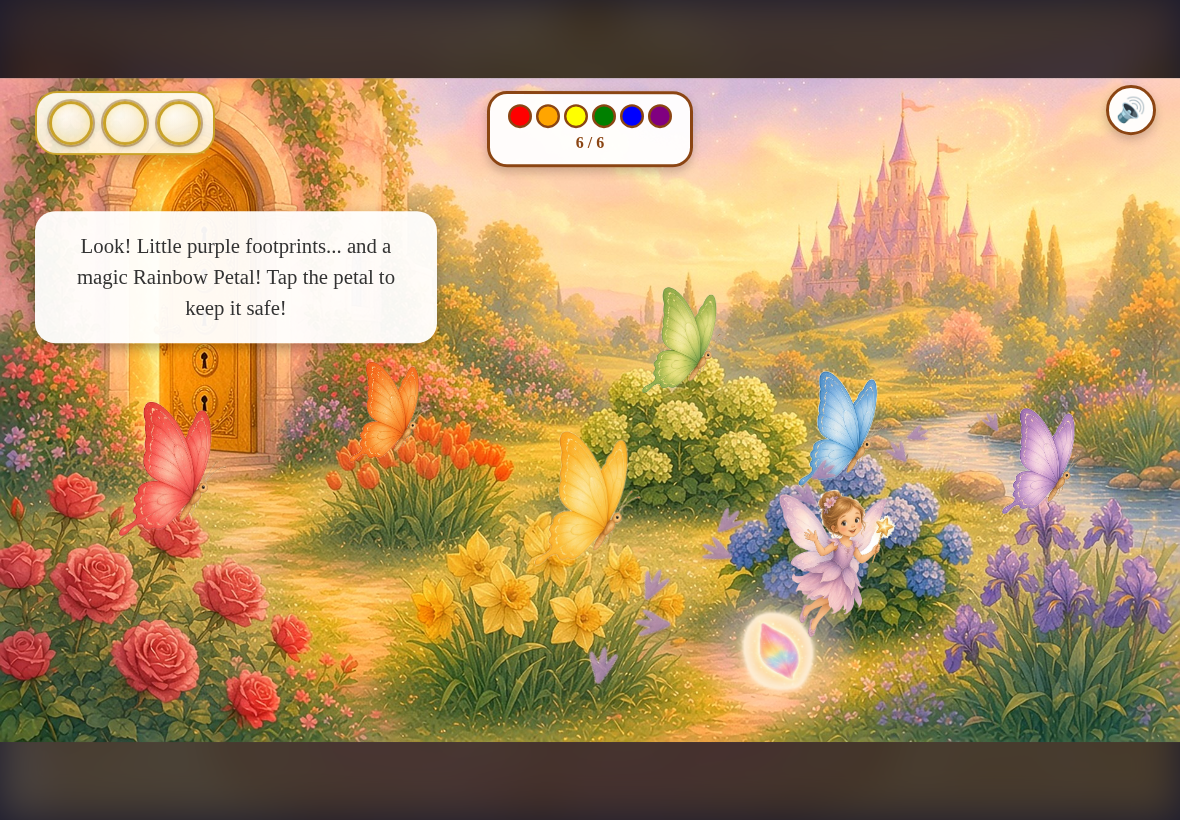 6 / 6
Look! Little purple footprints... and a
magic Rainbow Petal! Tap the petal to
keep it safe!